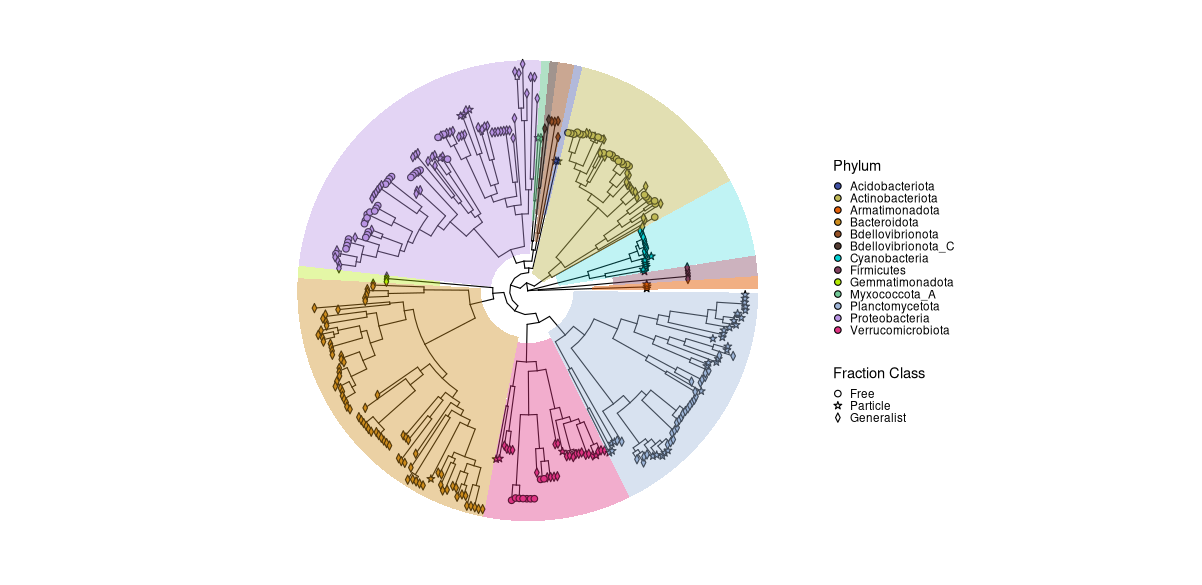 Phylum
Acidobacteriota
Actinobacteriota
Armatimonadota
Bacteroidota
Bdellovibrionota
Bdellovibrionota_C
Cyanobacteria
Firmicutes
Gemmatimonadota
Myxococcota_A
Planctomycetota
Proteobacteria
Verrucomicrobiota
Fraction Class
Free
Particle
Generalist